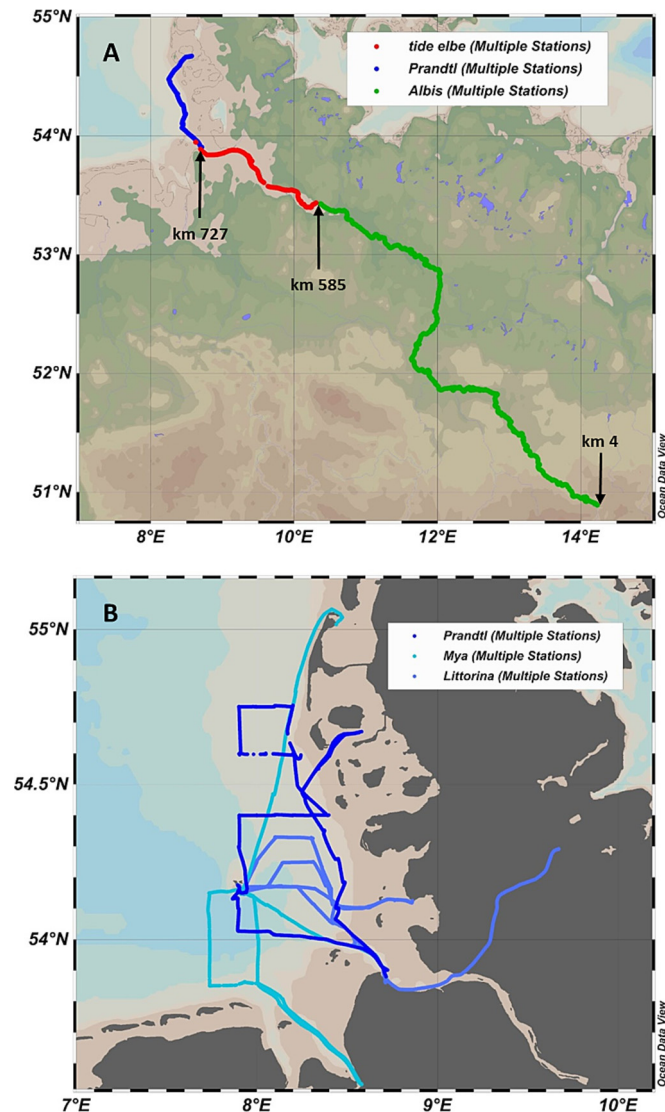 55°N
A
tide elbe (Multiple Stations)
Prandtl (Multiple Stations)
Albis (Multiple Stations)
54°N
km 727
53°N
km 585
52°N
km 4
51°N
Ocean Data View
8°E 10°E 12°E 14°E
B
55°N
Prandtl (Multiple Stations)
Mya (Multiple Stations)
Littorina (Multiple Stations)
54.5°N
54°N
Ocean Data View
7°E 8°E 9°E 10°E